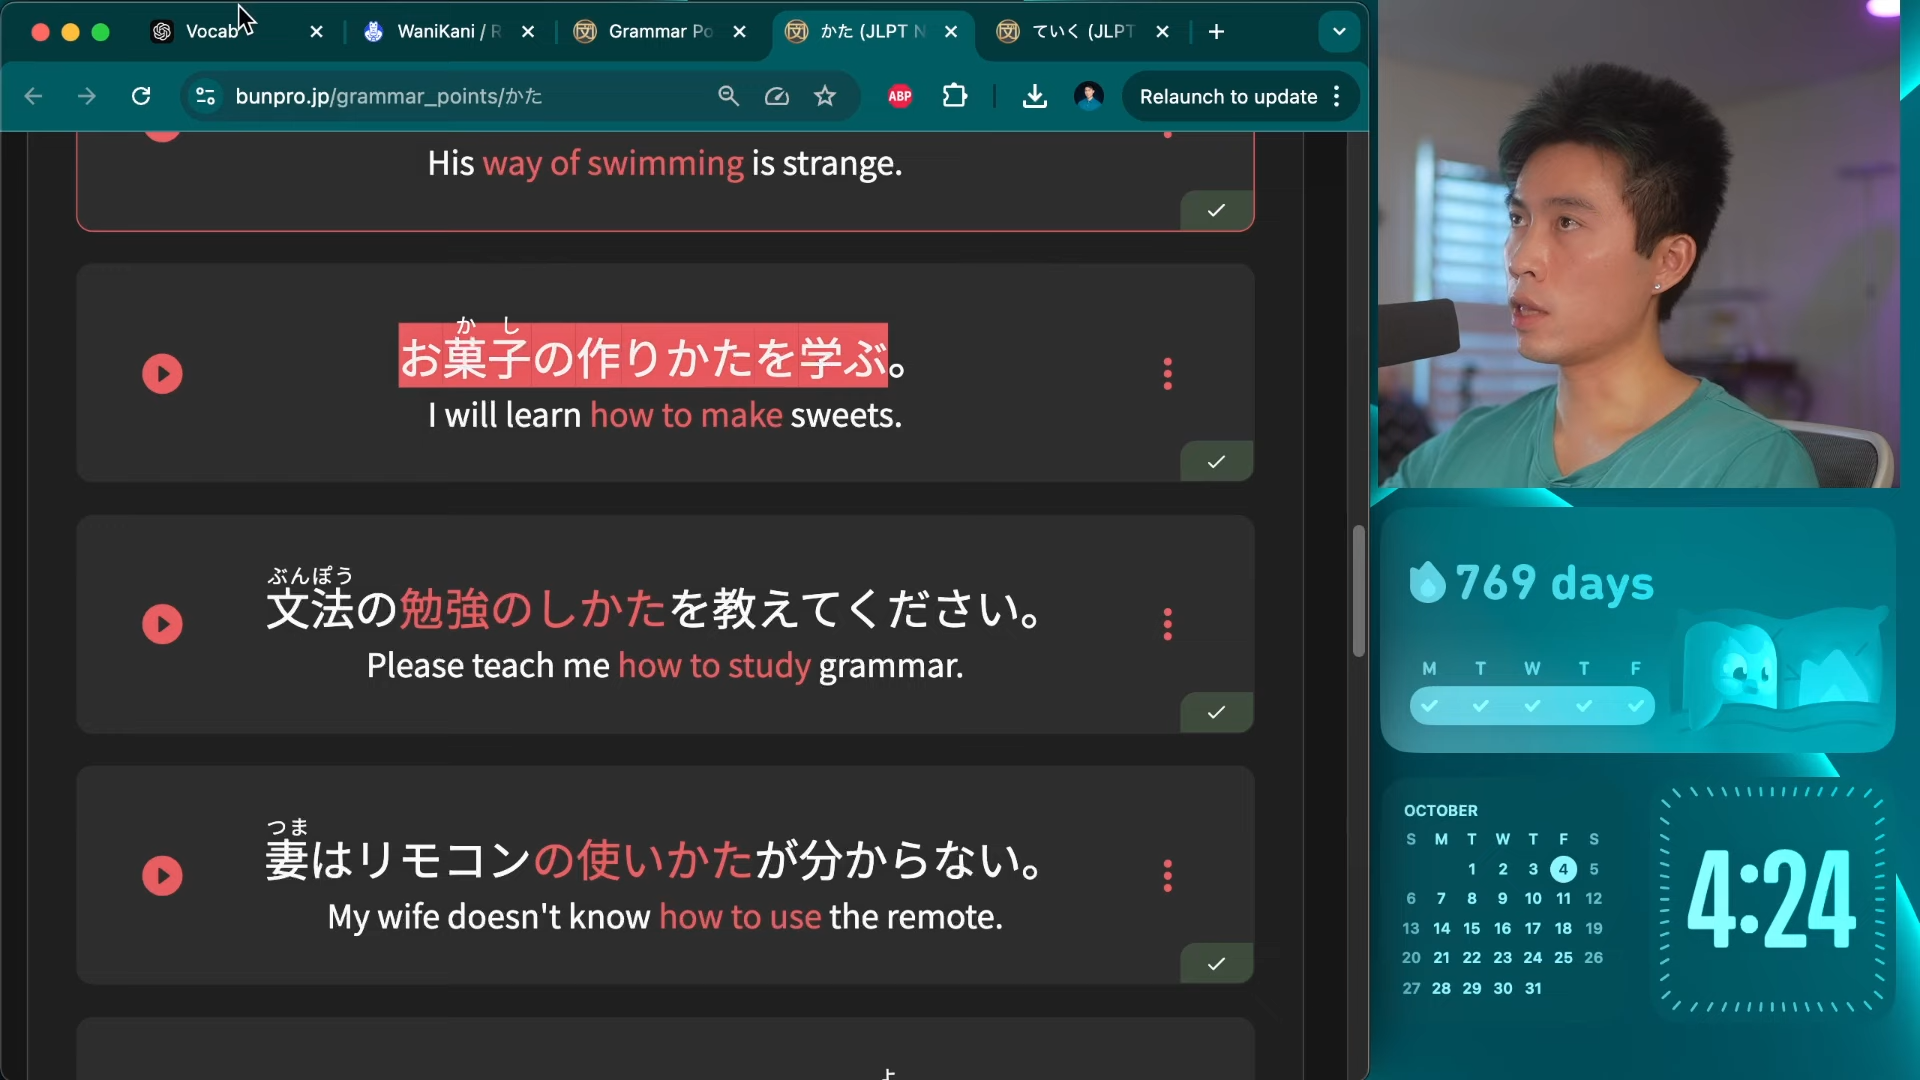 Vocab
WaniKani / R
Grammar Po
かた (JLPT N
ていく (JLPT
bunpro.jp/grammar_points/かた
ABP
Relaunch to update
His way of swimming is strange.
かし
お菓子の作りかたを学ぶ。
I will learn how to make sweets.
ぶんぽう
文法の勉強のしかたを教えてください。
Please teach me how to study grammar.
つま
妻はリモコンの使いかたが分からない。
My wife doesn't know how to use the remote.
よ
769 days
M T W T F
OCTOBER
S M T W T F S
1 2 3 4 5
6 7 8 9 10 11 12
13 14 15 16 17 18 19
20 21 22 23 24 25 26
27 28 29 30 31
4:24